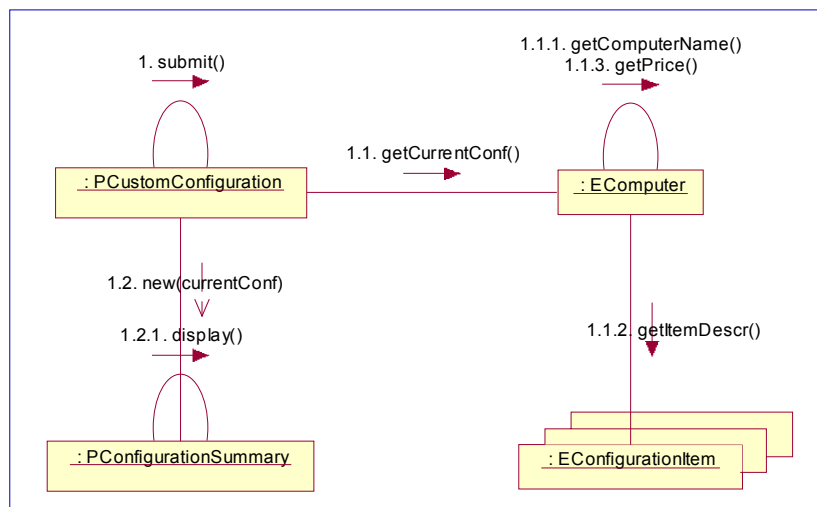 1. submit()
1.1.1. getComputerName()
1.1.3. getPrice()
1.1. getCurrentConf()
: PCustomConfiguration
: EComputer
1.2. new(currentConf)
1.2.1. display()
1.1.2. getItemDescr()
: PConfigurationSummary
: EConfigurationItem